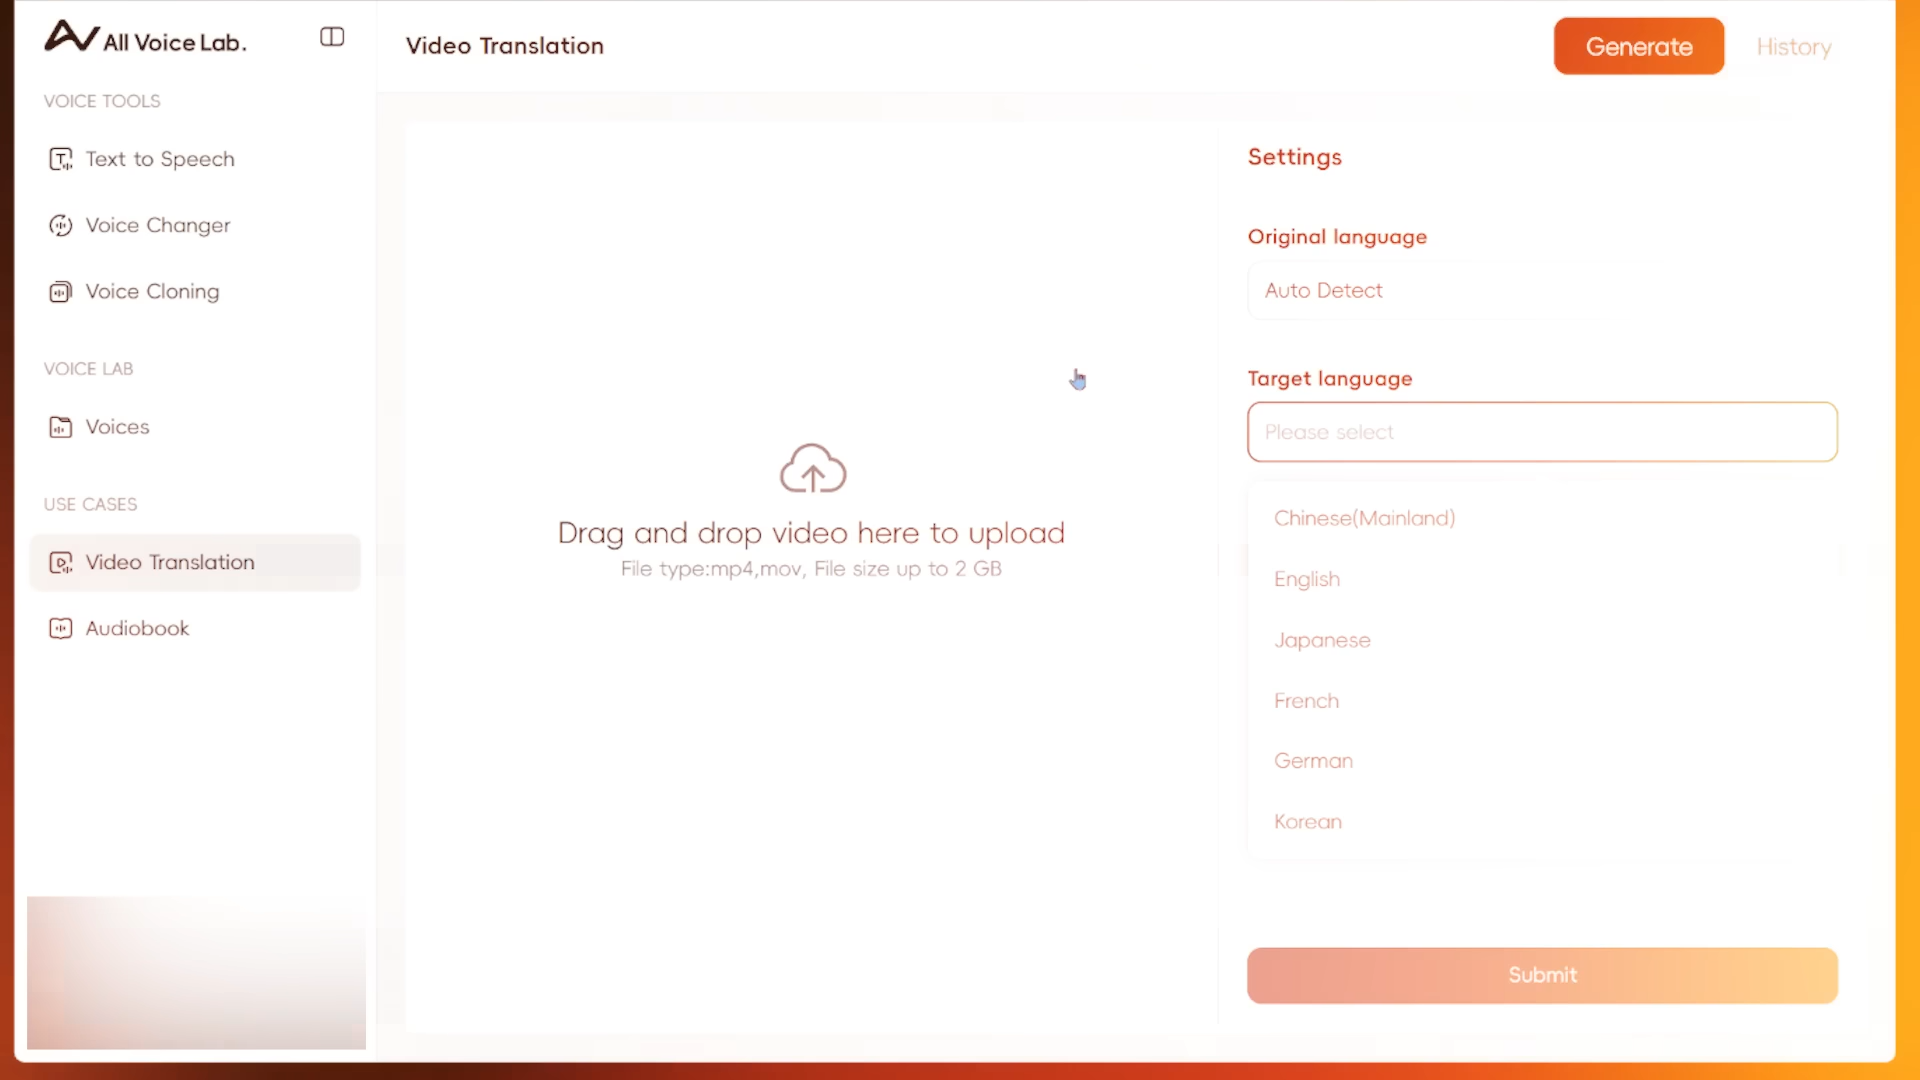 All Voice Lab.
VOICE TOOLS
Text to Speech
Voice Changer
Voice Cloning
VOICE LAB
Voices
USE CASES
Video Translation
Audiobook
Video Translation
Generate
History
Drag and drop video here to upload
File type:mp4,mov, File size up to 2 GB
Settings
Original language
Auto Detect
Target language
Please select
Chinese(Mainland)
English
Japanese
French
German
Korean
Submit